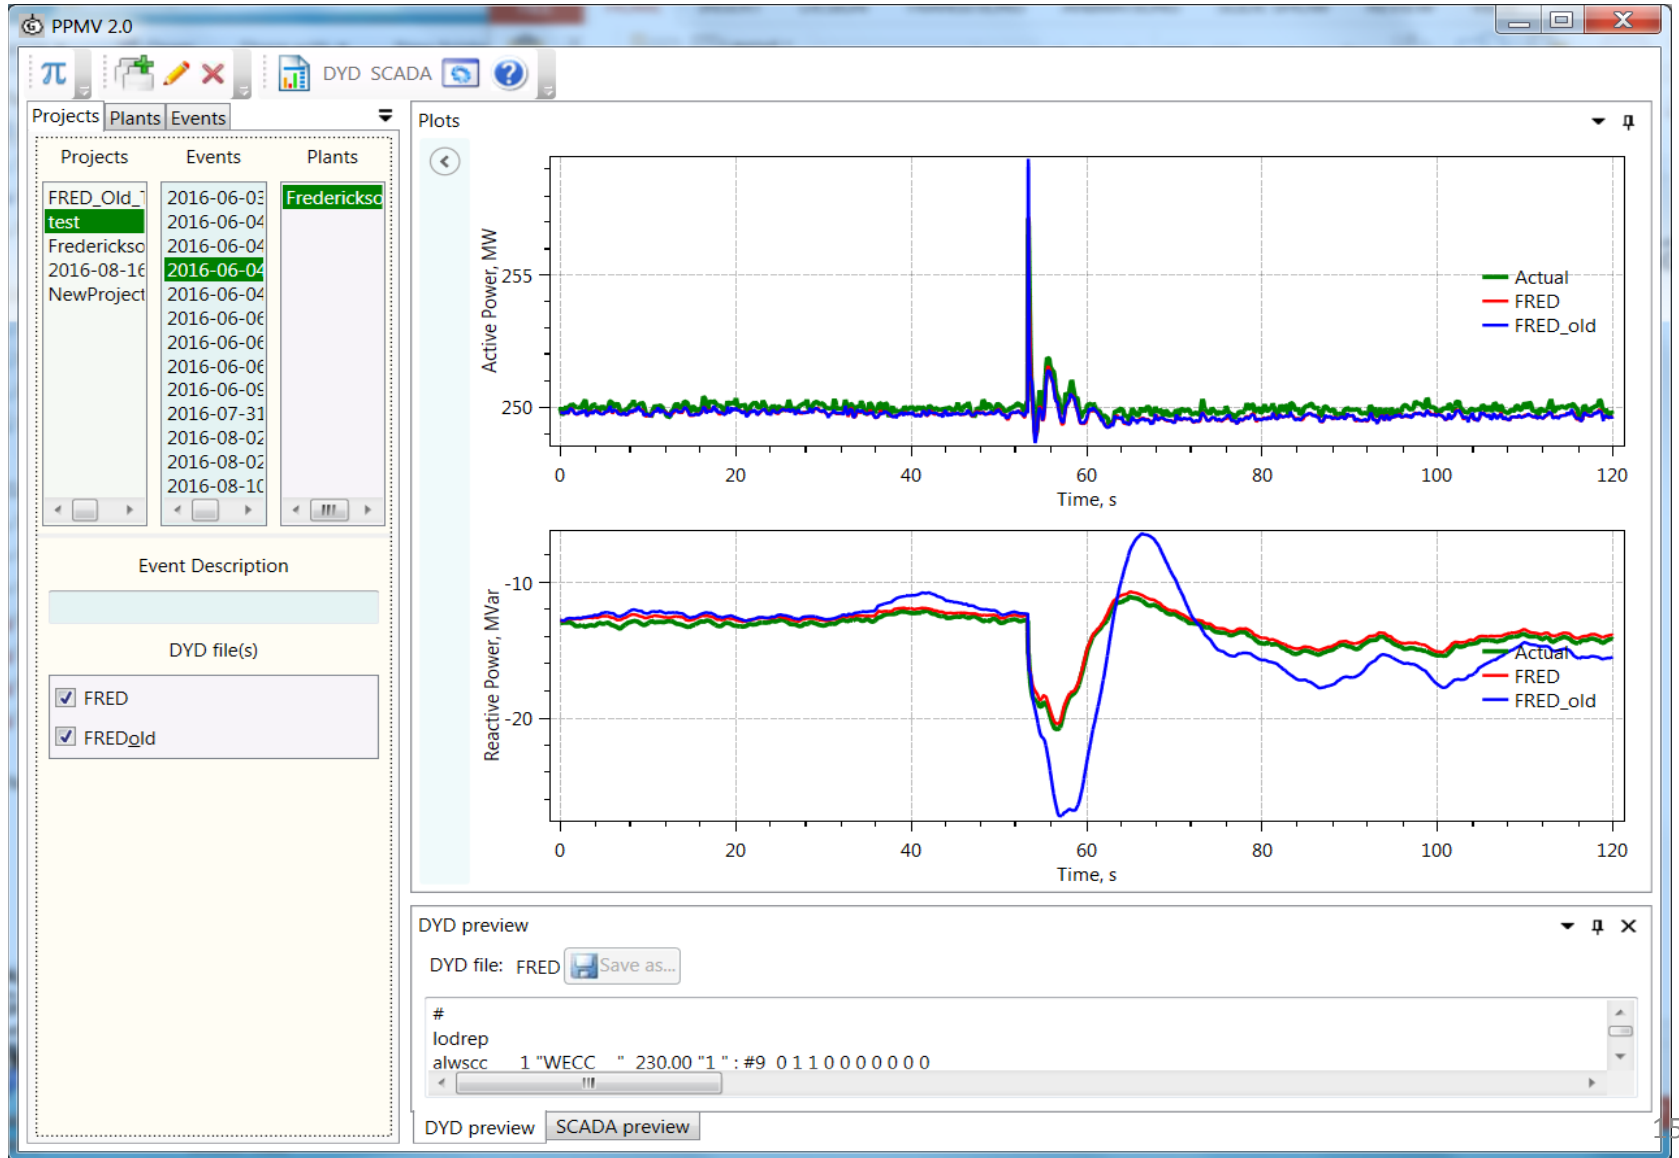 PPMV 2.0
π DYD SCADA ?
Projects Plants Events
Projects Events Plants
FRED_Old_T
test
Frederickso
2016-08-16
NewProject
2016-06-03
2016-06-04
2016-06-04
2016-06-04
2016-06-04
2016-06-06
2016-06-06
2016-06-06
2016-06-09
2016-07-31
2016-08-02
2016-08-02
2016-08-10
Frederickso
Event Description
DYD file(s)
FRED
FREDold
Plots
Active Power, MW
255
250
Actual
FRED
FRED_old
0 20 40 60 80 100 120
Time, s
Reactive Power, MVar
-10
-20
Actual
FRED
FRED_old
0 20 40 60 80 100 120
Time, s
DYD preview
DYD file: FRED Save as...
#
lodrep
alwscc 1 "WECC " 230.00 "1 " : #9 0 1 1 0 0 0 0 0 0 0
DYD preview SCADA preview
15